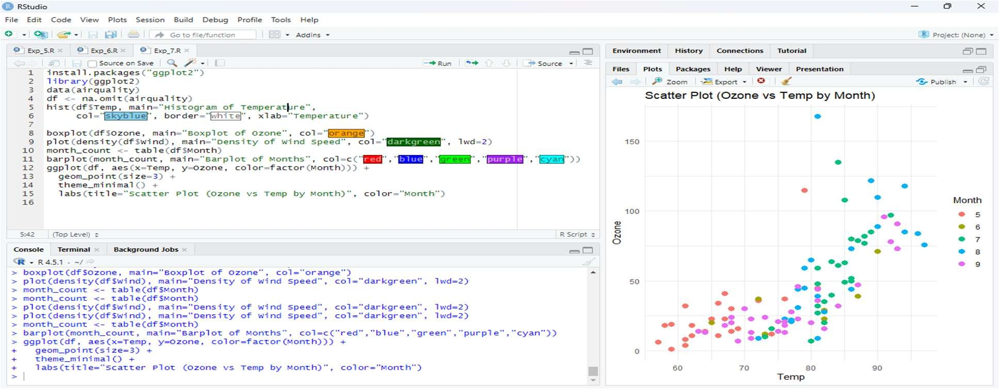 RStudio
File Edit Code View Plots Session Build Debug Profile Tools Help
Go to file/function Addins Project: (None)
Exp_5.R Exp_6.R Exp_7.R
Source on Save Run Source
1 install.packages("ggplot2")
2 library(ggplot2)
3 data(airquality)
4 df <- na.omit(airquality)
5 hist(df$Temp, main="Histogram of Temperature",
6 col="skyblue", border="white", xlab="Temperature")
7
8 boxplot(df$Ozone, main="Boxplot of Ozone", col="orange")
9 plot(density(df$Wind), main="Density of Wind Speed", col="darkgreen", lwd=2)
10 month_count <- table(df$Month)
11 barplot(month_count, main="Barplot of Months", col=c("red","blue","green","purple","cyan"))
12 ggplot(df, aes(x=Temp, y=Ozone, color=factor(Month))) +
13 geom_point(size=3) +
14 theme_minimal() +
15 labs(title="Scatter Plot (Ozone vs Temp by Month)", color="Month")
16
5:42 (Top Level) R Script
Console Terminal Background Jobs
R 4.5.1 · ~/
> boxplot(df$Ozone, main="Boxplot of Ozone", col="orange")
> plot(density(df$Wind), main="Density of Wind Speed", col="darkgreen", lwd=2)
> month_count <- table(df$Month)
> month_count <- table(df$Month)
> plot(density(df$Wind), main="Density of Wind Speed", col="darkgreen", lwd=2)
> plot(density(df$Wind), main="Density of Wind Speed", col="darkgreen", lwd=2)
> month_count <- table(df$Month)
> barplot(month_count, main="Barplot of Months", col=c("red","blue","green","purple","cyan"))
> ggplot(df, aes(x=Temp, y=Ozone, color=factor(Month))) +
+ geom_point(size=3) +
+ theme_minimal() +
+ labs(title="Scatter Plot (Ozone vs Temp by Month)", color="Month")
>
Environment History Connections Tutorial
Files Plots Packages Help Viewer Presentation
Zoom Export Publish
Scatter Plot (Ozone vs Temp by Month)
150
100
50
0
Ozone
60 70 80 90
Temp
Month
5
6
7
8
9